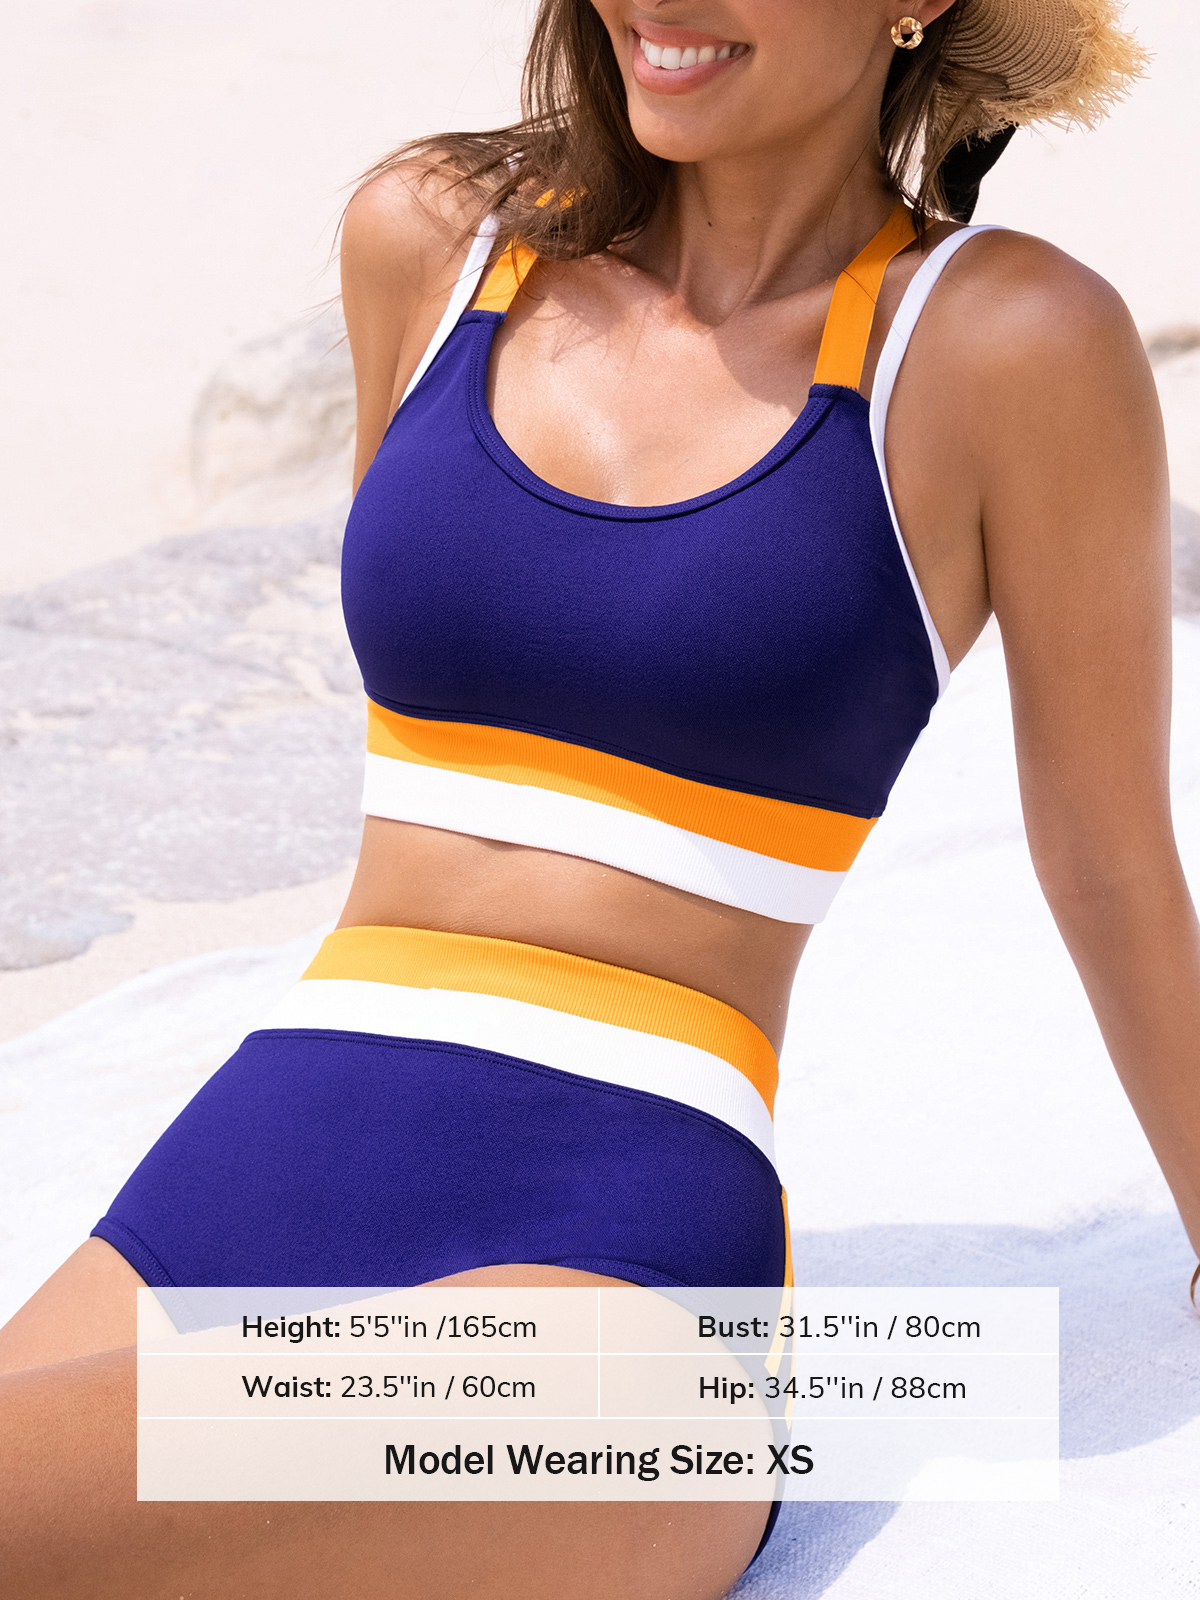 Height: 5'5''in /165cm
Bust: 31.5''in / 80cm
Waist: 23.5''in / 60cm
Hip: 34.5''in / 88cm
Model Wearing Size: XS